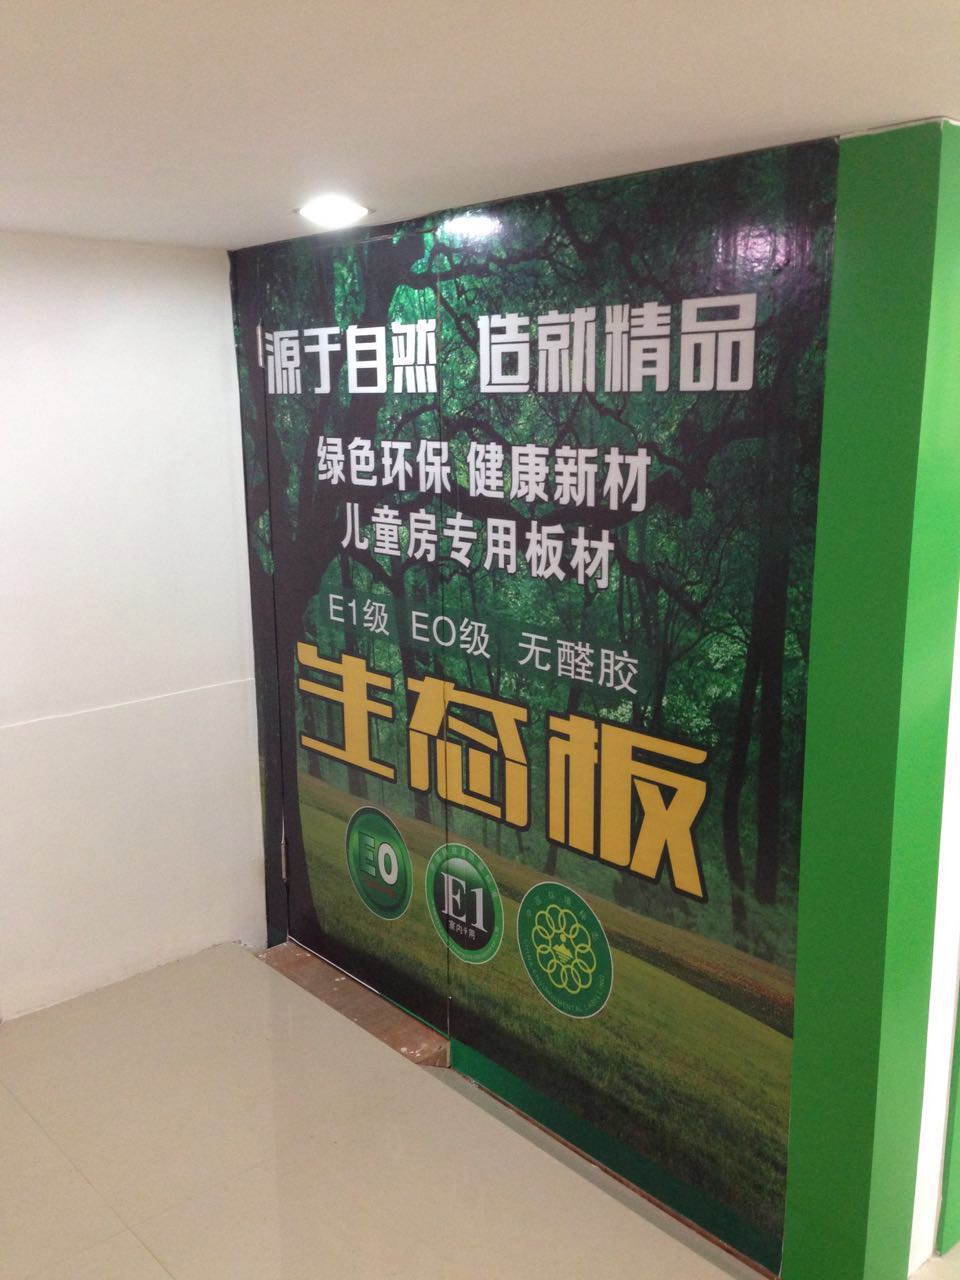 源于自然 造就精品
绿色环保 健康新材
儿童房专用板材
E1级 EO级 无醛胶
生态板
E0
E1
室内可用